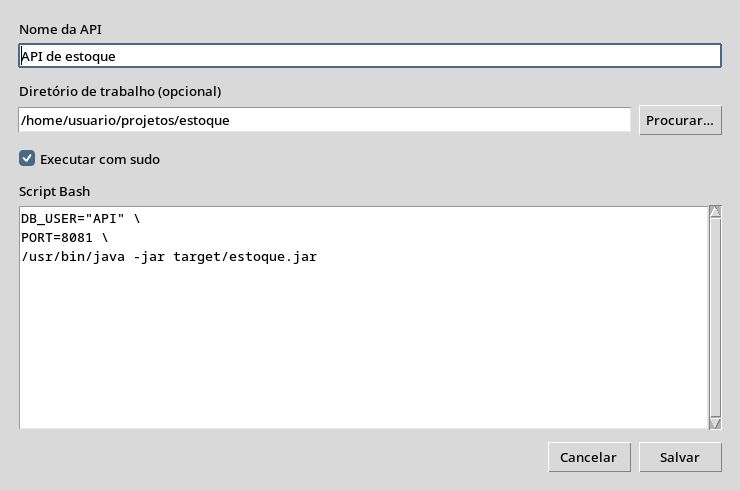 Nome da API
API de estoque
Diretório de trabalho (opcional)
/home/usuario/projetos/estoque
Procurar...
Executar com sudo
Script Bash
DB_USER="API" \
PORT=8081 \
/usr/bin/java -jar target/estoque.jar
Cancelar
Salvar